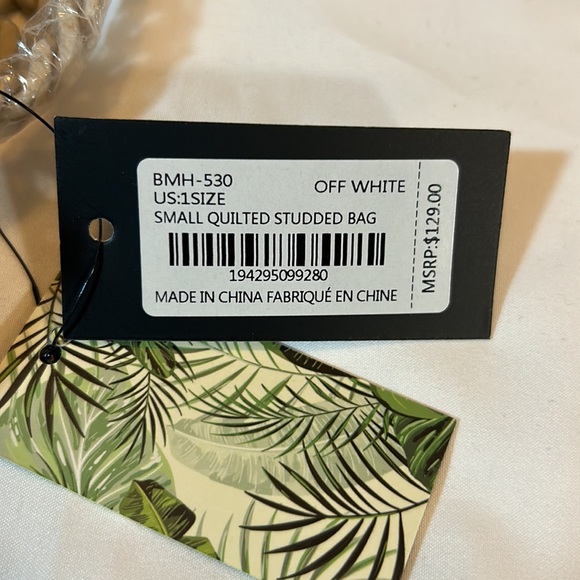 BMH-530
US:1SIZE OFF WHITE
SMALL QUILTED STUDDED BAG
194295099280
MADE IN CHINA FABRIQUÉ EN CHINE
MSRP:$129.00